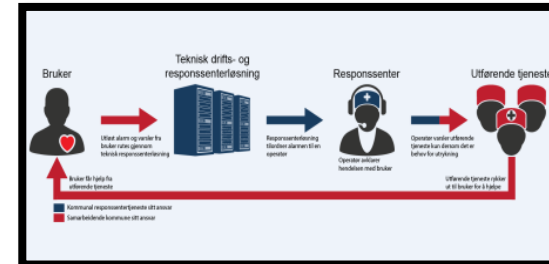 Bruker
Teknisk drifts- og
responssenterløsning
Responssenter
Utførende tjeneste
Utløst alarm og varsler fra
bruker rutes gjennom
teknisk responssenterløsning
Responssenterløsning
tilordner alarmen til en
operatør
Operatør avklarer
hendelsen med bruker
Operatør varsler utførende
tjeneste kun dersom det er
behov for utrykning
Bruker får hjelp fra
utførende tjeneste
Utførende tjeneste rykker
ut til bruker for å hjelpe
Kommunal responssentertjeneste sitt ansvar
Samarbeidende kommune sitt ansvar